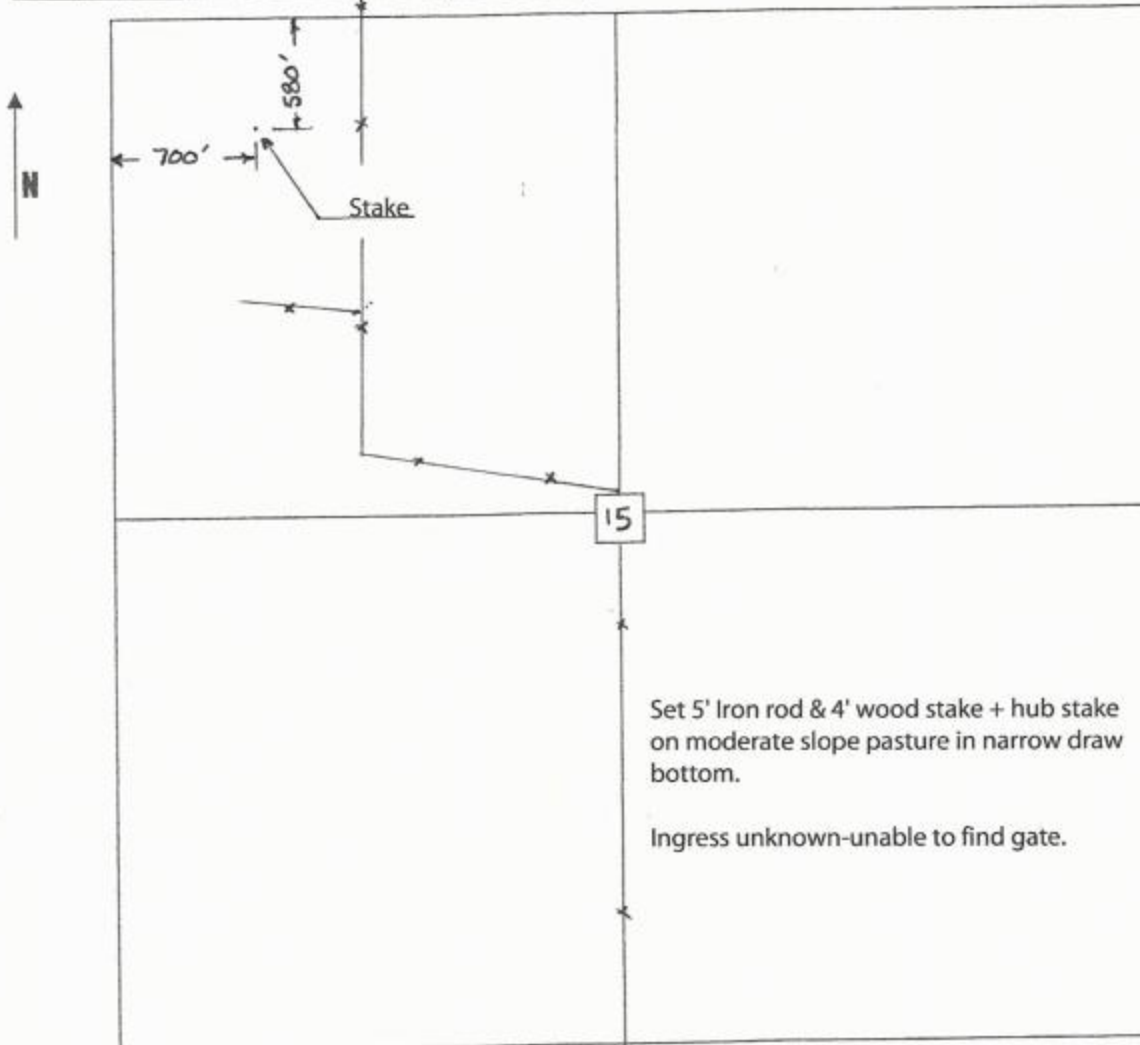 580'
700'
N
Stake
15
Set 5' Iron rod & 4' wood stake + hub stake
on moderate slope pasture in narrow draw
bottom.
Ingress unknown-unable to find gate.